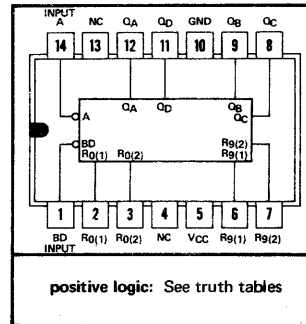 INPUT
A NC QA QD GND QB QC
14 13 12 11 10 9 8
QA QD QB
A QC
BD R9(2)
R0(1) R0(2) R9(1)
1 2 3 4 5 6 7
BD R0(1) R0(2) NC VCC R9(1) R9(2)
INPUT
positive logic: See truth tables